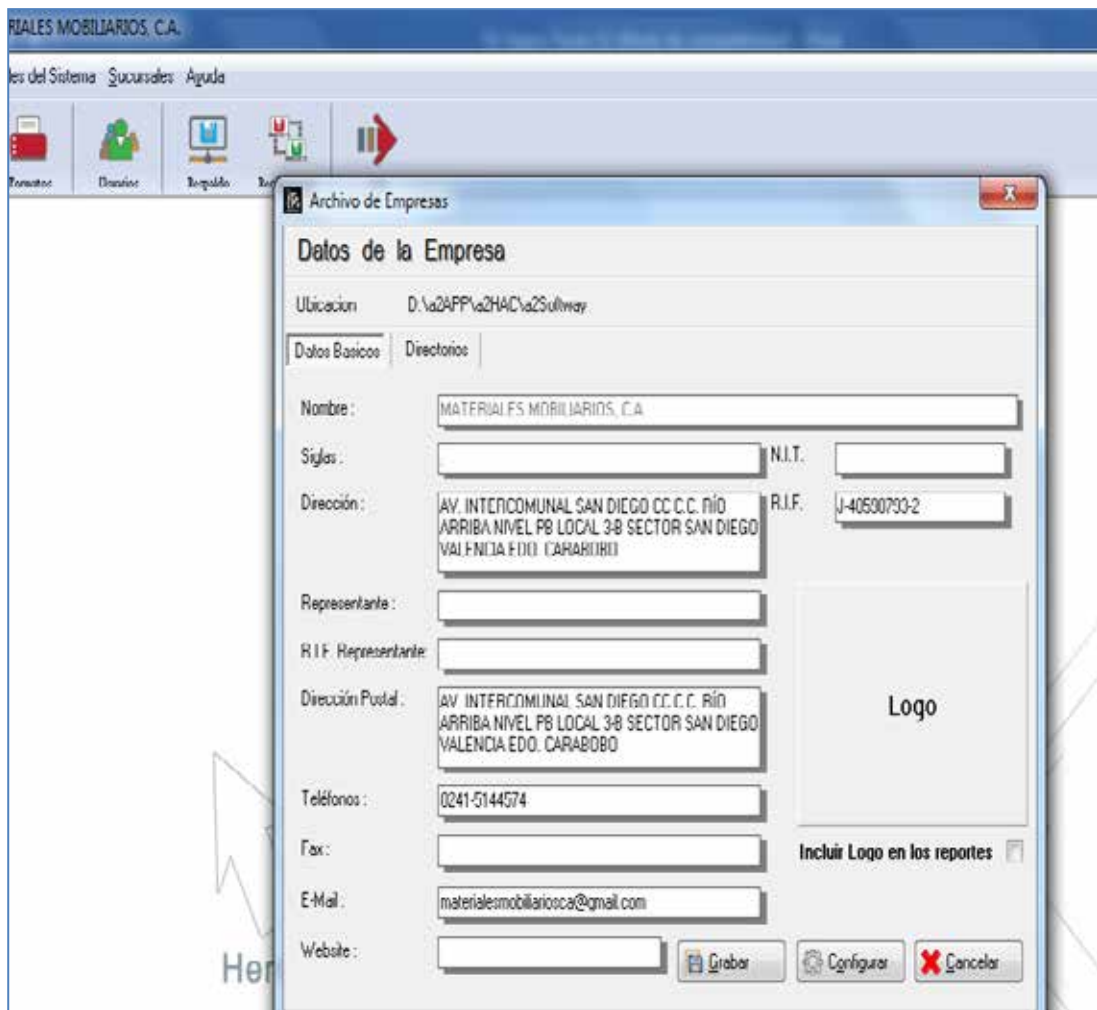 RIALES MOBILIARIOS, C.A.
les del Sistema Sucursales Ayuda
Formatos Usuarios Respaldo
Archivo de Empresas
Datos de la Empresa
Ubicacion D:\a2APP\a2HAC\a2Softway
Datos Basicos Directorios
Nombre : MATERIALES MOBILIARIOS, C.A.
Siglas : N.I.T.
Dirección : AV. INTERCOMUNAL SAN DIEGO CC C.C. RÍO R.I.F. J-40590793-2
ARRIBA NIVEL PB LOCAL 3-B SECTOR SAN DIEGO
VALENCIA EDO. CARABOBO
Representante :
R.I.F. Representante:
Dirección Postal : AV. INTERCOMUNAL SAN DIEGO CC C.C. RÍO
ARRIBA NIVEL PB LOCAL 3-B SECTOR SAN DIEGO
VALENCIA EDO. CARABOBO
Logo
Teléfonos : 0241-5144574
Fax : Incluir Logo en los reportes
E-Mail : materialesmobiliariosca@gmail.com
Website : Grabar Configurar Cancelar
Her